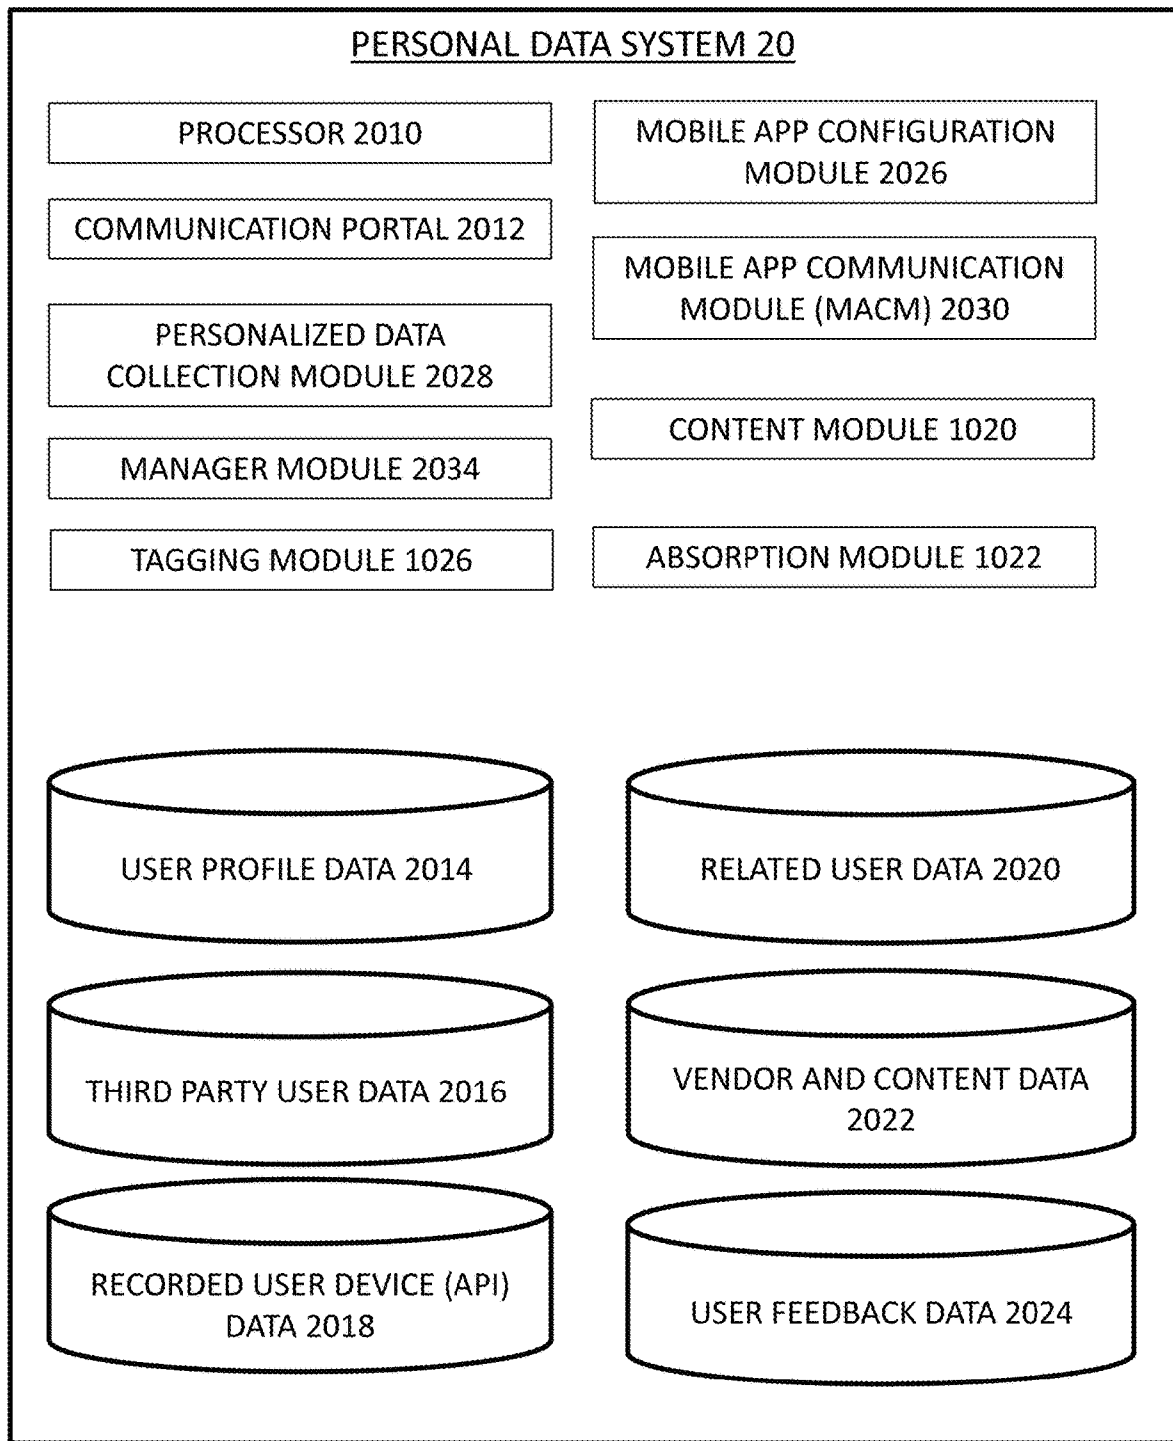 PERSONAL DATA SYSTEM 20
PROCESSOR 2010
COMMUNICATION PORTAL 2012
PERSONALIZED DATA
COLLECTION MODULE 2028
MANAGER MODULE 2034
TAGGING MODULE 1026
MOBILE APP CONFIGURATION
MODULE 2026
MOBILE APP COMMUNICATION
MODULE (MACM) 2030
CONTENT MODULE 1020
ABSORPTION MODULE 1022
USER PROFILE DATA 2014
THIRD PARTY USER DATA 2016
RECORDED USER DEVICE (API)
DATA 2018
RELATED USER DATA 2020
VENDOR AND CONTENT DATA
2022
USER FEEDBACK DATA 2024